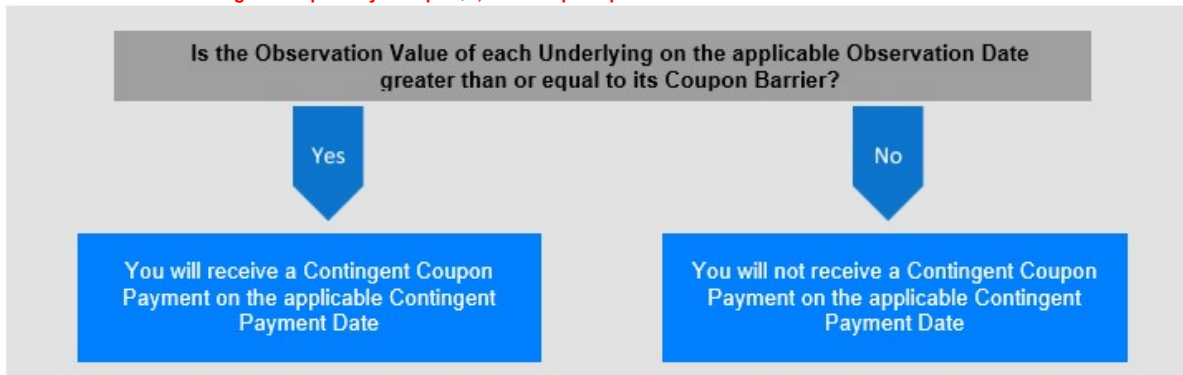 Is the Observation Value of each Underlying on the applicable Observation Date
greater than or equal to its Coupon Barrier?
Yes
No
You will receive a Contingent Coupon
Payment on the applicable Contingent
Payment Date
You will not receive a Contingent Coupon
Payment on the applicable Contingent
Payment Date